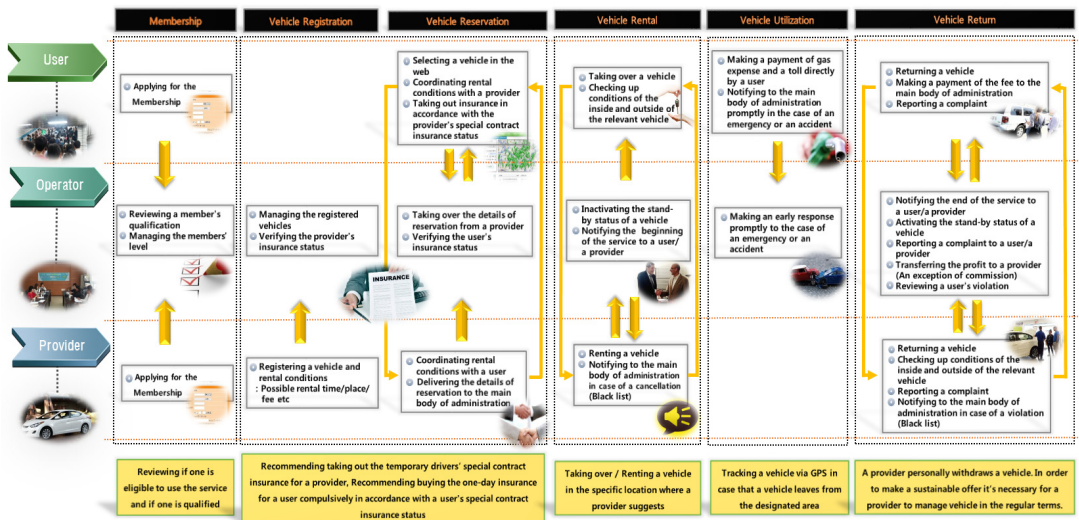 Membership
Vehicle Registration
Vehicle Reservation
Vehicle Rental
Vehicle Utilization
Vehicle Return
User
Applying for the
Membership
Selecting a vehicle in the
web
Coordinating rental
conditions with a provider
Taking out insurance in
accordance with the
provider's special contract
insurance status
Taking over a vehicle
Checking up
conditions of the
inside and outside of
the relevant vehicle
Making a payment of gas
expense and a toll directly
by a user
Notifying to the main
body of administration
promptly in the case of an
emergency or an accident
Returning a vehicle
Making a payment of the fee to the
main body of administration
Reporting a complaint
Operator
Reviewing a member's
qualification
Managing the members'
level
Managing the registered
vehicles
Verifying the provider's
insurance status
INSURANCE
Taking over the details of
reservation from a provider
Verifying the user's
insurance status
Inactivating the stand-
by status of a vehicle
Notifying the beginning
of the service to a user/
a provider
Making an early response
promptly to the case of
an emergency or an
accident
Notifying the end of the service to
a user/a provider
Activating the stand-by status of a
vehicle
Reporting a complaint to a user/a
provider
Transferring the profit to a provider
(An exception of commission)
Reviewing a user's violation
Provider
Applying for the
Membership
Registering a vehicle and
rental conditions
: Possible rental time/place/
fee etc
Coordinating rental
conditions with a user
Delivering the details of
reservation to the main
body of administration
Renting a vehicle
Notifying to the main
body of administration
in case of a cancellation
(Black list)
Returning a vehicle
Checking up conditions of the
inside and outside of the relevant
vehicle
Reporting a complaint
Notifying to the main body of
administration in case of a violation
(Black list)
Reviewing if one is
eligible to use the service
and if one is qualified
Recommending taking out the temporary drivers' special contract
insurance for a provider, Recommending buying the one-day insurance
for a user compulsively in accordance with a user's special contract
insurance status
Taking over / Renting a vehicle
in the specific location where a
provider suggests
Tracking a vehicle via GPS in
case that a vehicle leaves from
the designated area
A provider personally withdraws a vehicle. In order
to make a sustainable offer it's necessary for a
provider to manage vehicle in the regular terms.